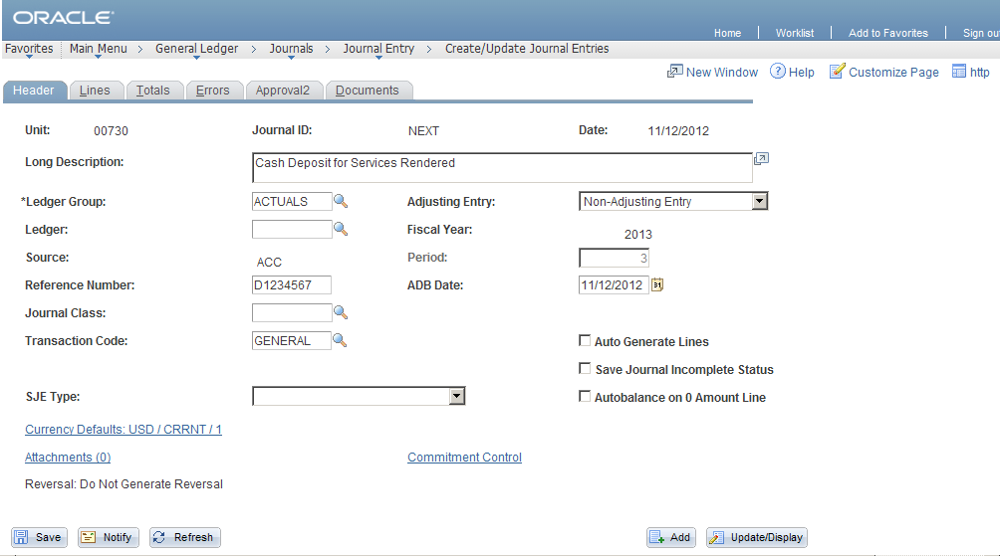 ORACLE
Home | Worklist | Add to Favorites | Sign ou
Favorites Main Menu > General Ledger > Journals > Journal Entry > Create/Update Journal Entries
New Window Help Customize Page http
Header Lines Totals Errors Approval2 Documents
Unit: 00730 Journal ID: NEXT Date: 11/12/2012
Long Description: Cash Deposit for Services Rendered
*Ledger Group: ACTUALS Adjusting Entry: Non-Adjusting Entry
Ledger: Fiscal Year: 2013
Source: ACC Period: 3
Reference Number: D1234567 ADB Date: 11/12/2012 31
Journal Class:
Transaction Code: GENERAL Auto Generate Lines
Save Journal Incomplete Status
SJE Type: Autobalance on 0 Amount Line
Currency Defaults: USD / CRRNT / 1
Attachments (0) Commitment Control
Reversal: Do Not Generate Reversal
Save Notify Refresh Add Update/Display